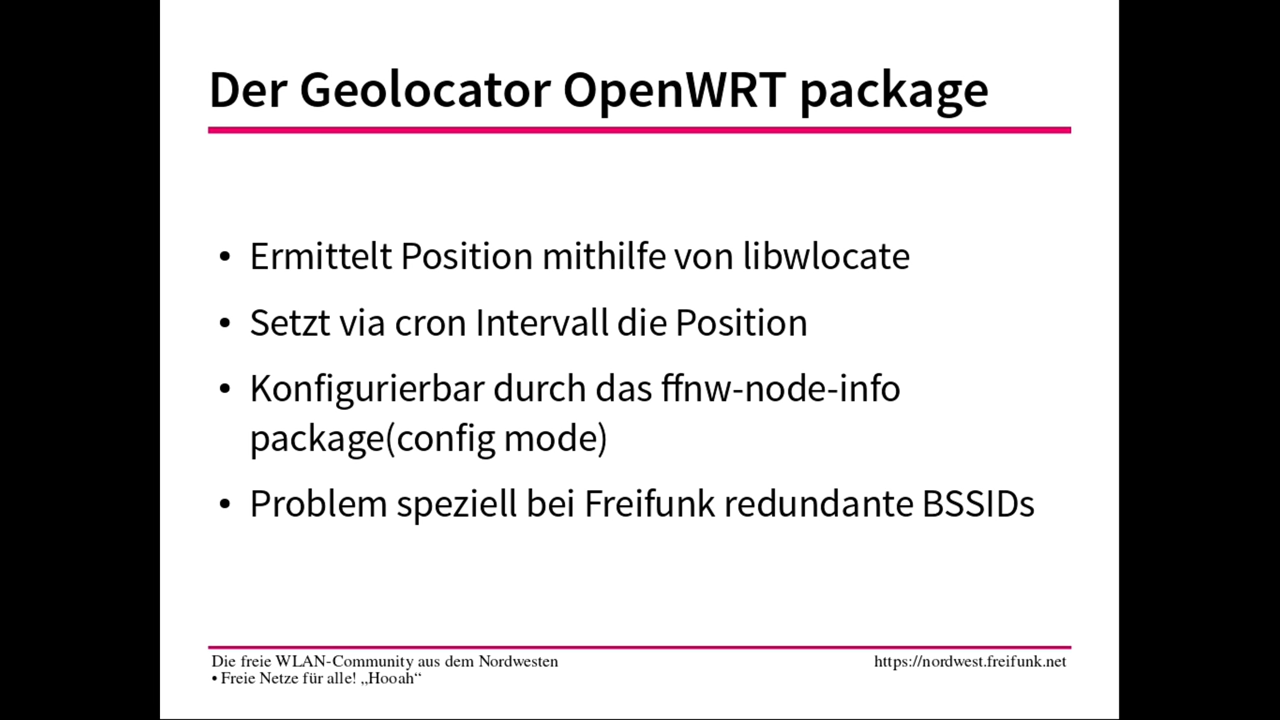 Der Geolocator OpenWRT package
• Ermittelt Position mithilfe von libwlocate
• Setzt via cron Intervall die Position
• Konfigurierbar durch das ffnw-node-info
package(config mode)
• Problem speziell bei Freifunk redundante BSSIDs
Die freie WLAN-Community aus dem Nordwesten
• Freie Netze für alle! „Hooah“
https://nordwest.freifunk.net